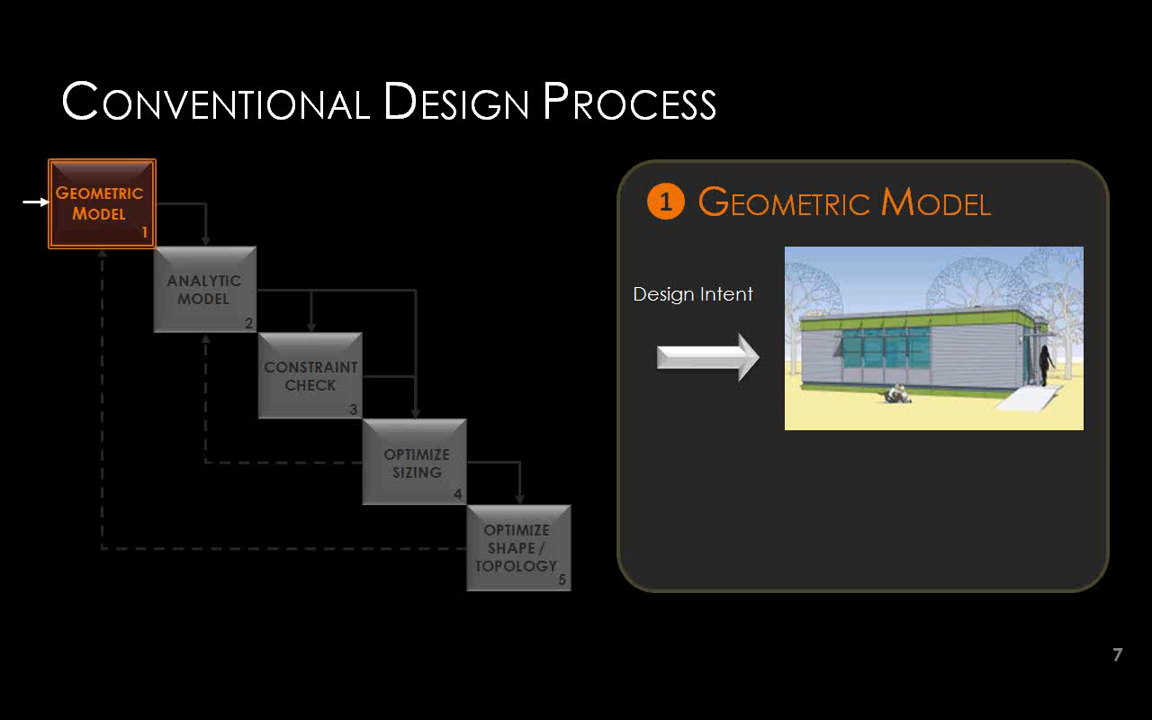 CONVENTIONAL DESIGN PROCESS
GEOMETRIC
MODEL
1
ANALYTIC
MODEL
2
CONSTRAINT
CHECK
3
OPTIMIZE
SIZING
4
OPTIMIZE
SHAPE /
TOPOLOGY
5
1 GEOMETRIC MODEL
Design Intent
7